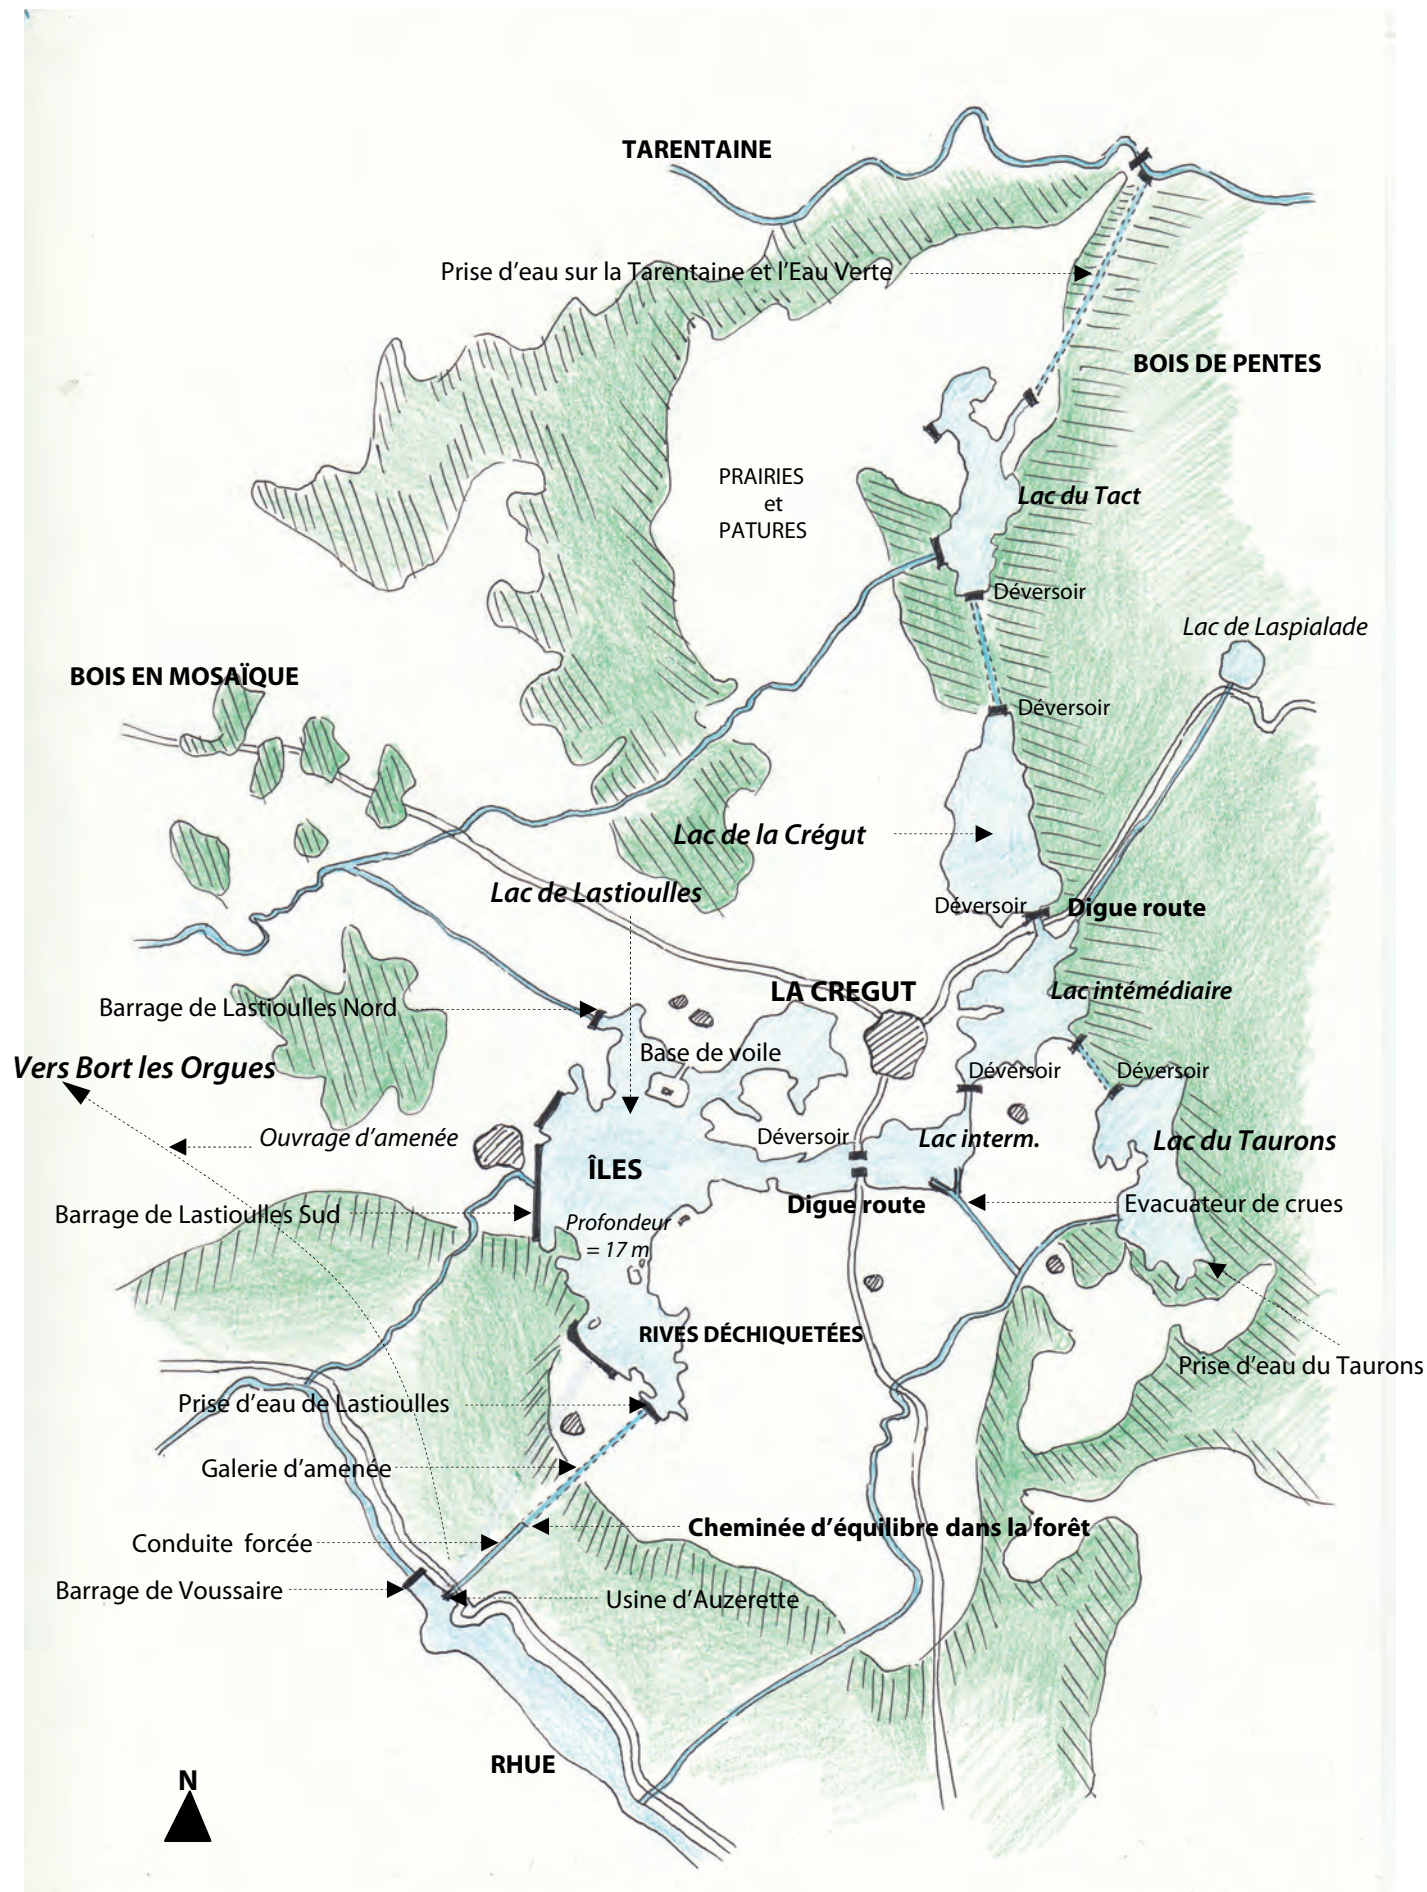 TARENTAINE
Prise d’eau sur la Tarentaine et l’Eau Verte
BOIS DE PENTES
PRAIRIES
et
PATURES
Lac du Tact
Déversoir
Lac de Laspialade
BOIS EN MOSAÏQUE
Déversoir
Lac de la Crégut
Lac de Lastioulles
Déversoir
Digue route
LA CREGUT
Lac intémédiaire
Barrage de Lastioulles Nord
Base de voile
Vers Bort les Orgues
Déversoir
Déversoir
Ouvrage d’amenée
Déversoir
Lac interm.
Lac du Taurons
ÎLES
Digue route
Evacuateur de crues
Barrage de Lastioulles Sud
Profondeur
= 17 m
RIVES DÉCHIQUETÉES
Prise d’eau du Taurons
Prise d’eau de Lastioulles
Galerie d’amenée
Cheminée d’équilibre dans la forêt
Conduite forcée
Barrage de Voussaire
Usine d’Auzerette
RHUE
N